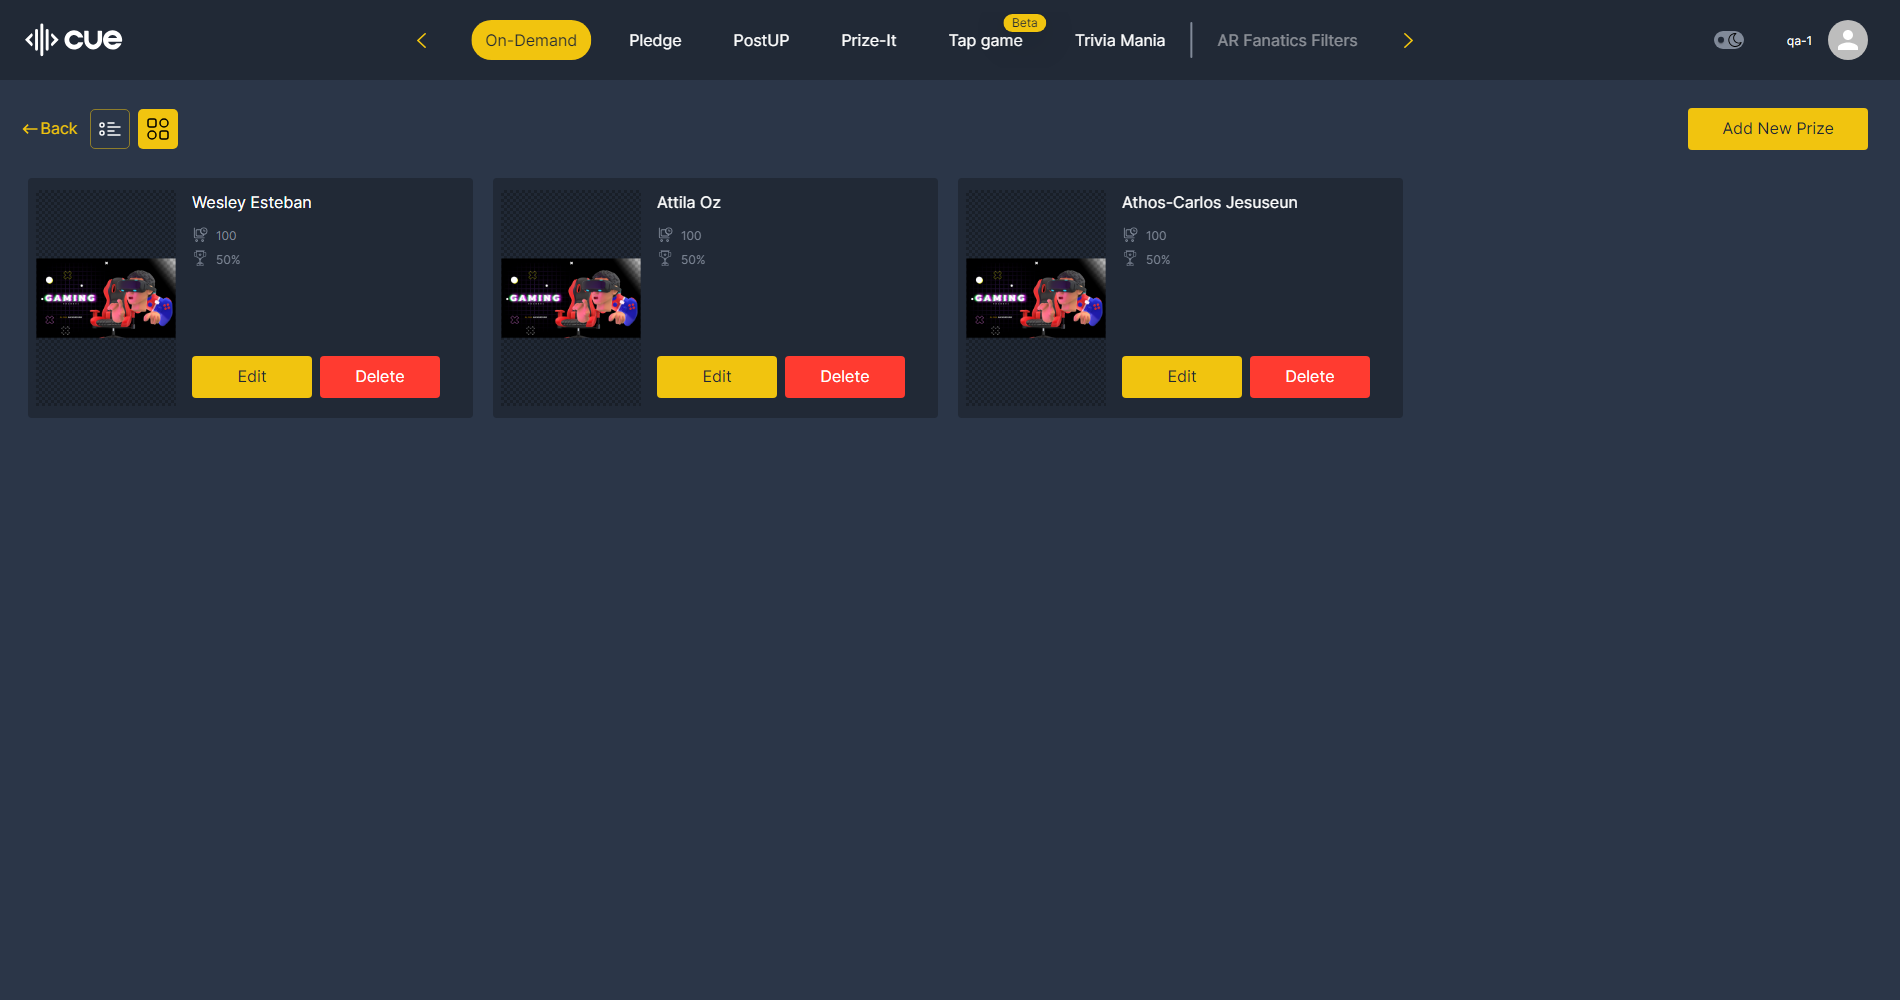 cue
On-Demand
Pledge
PostUP
Prize-It
Tap game
Beta
Trivia Mania
AR Fanatics Filters
qa-1
Back
Add New Prize
Wesley Esteban
100
50%
GAMING
Edit
Delete
Attila Oz
100
50%
GAMING
Edit
Delete
Athos-Carlos Jesuseun
100
50%
GAMING
Edit
Delete